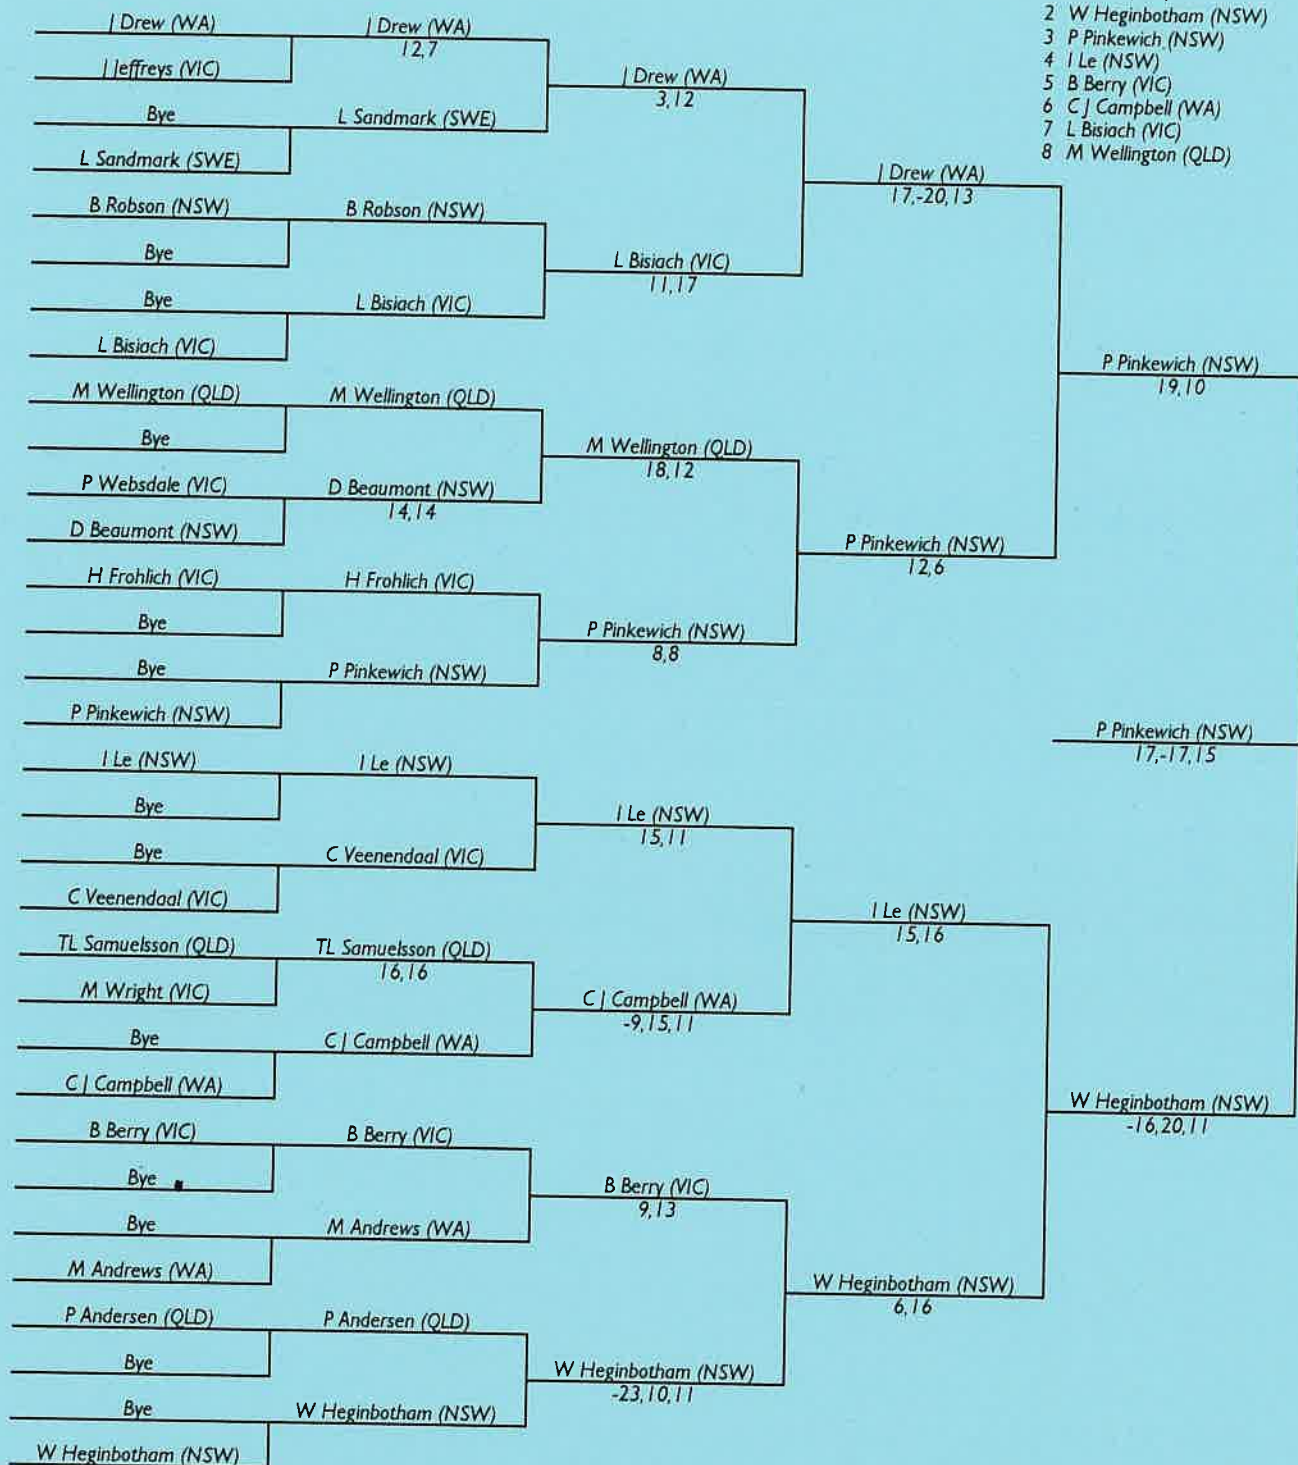 2 W Heginbotham (NSW)
3 P Pinkewich (NSW)
4 I Le (NSW)
5 B Berry (VIC)
6 C J Campbell (WA)
7 L Bisiach (VIC)
8 M Wellington (QLD)
J Drew (WA)
J Jeffreys (VIC)
Bye
L Sandmark (SWE)
B Robson (NSW)
Bye
Bye
L Bisiach (VIC)
M Wellington (QLD)
Bye
P Websdale (VIC)
D Beaumont (NSW)
H Frohlich (VIC)
Bye
Bye
P Pinkewich (NSW)
I Le (NSW)
Bye
Bye
C Veenendaal (VIC)
TL Samuelsson (QLD)
M Wright (VIC)
Bye
C J Campbell (WA)
B Berry (VIC)
Bye
Bye
M Andrews (WA)
P Andersen (QLD)
Bye
Bye
W Heginbotham (NSW)
J Drew (WA)
12,7
L Sandmark (SWE)
B Robson (NSW)
L Bisiach (VIC)
M Wellington (QLD)
D Beaumont (NSW)
14,14
H Frohlich (VIC)
P Pinkewich (NSW)
I Le (NSW)
C Veenendaal (VIC)
TL Samuelsson (QLD)
16,16
C J Campbell (WA)
B Berry (VIC)
M Andrews (WA)
P Andersen (QLD)
W Heginbotham (NSW)
J Drew (WA)
3,12
L Bisiach (VIC)
11,17
M Wellington (QLD)
18,12
P Pinkewich (NSW)
8,8
I Le (NSW)
15,11
C J Campbell (WA)
-9,15,11
B Berry (VIC)
9,13
W Heginbotham (NSW)
-23,10,11
J Drew (WA)
17,-20,13
P Pinkewich (NSW)
12,6
I Le (NSW)
15,16
W Heginbotham (NSW)
6,16
P Pinkewich (NSW)
19,10
W Heginbotham (NSW)
-16,20,11
P Pinkewich (NSW)
17,-17,15